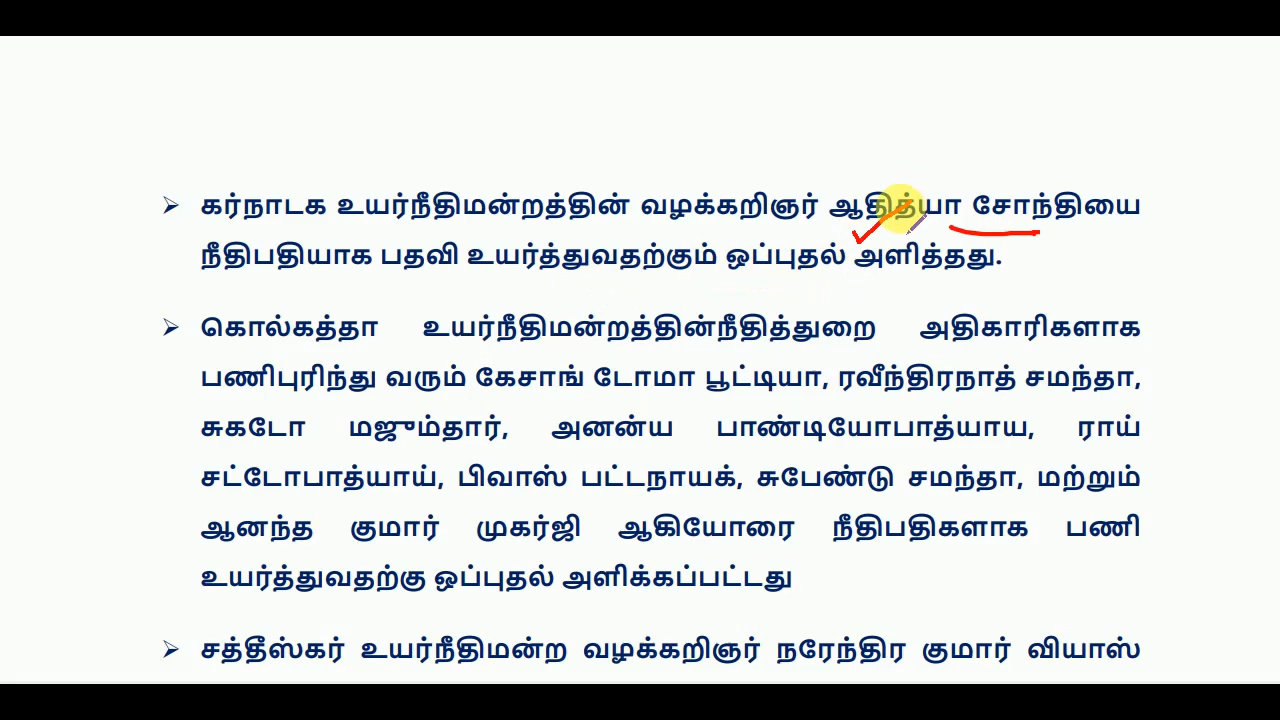 ➢ கர்நாடக உயர்நீதிமன்றத்தின் வழக்கறிஞர் ஆதித்யா சோந்தியை
நீதிபதியாக பதவி உயர்த்துவதற்கும் ஒப்புதல் அளித்தது.
➢ கொல்கத்தா உயர்நீதிமன்றத்தின்நீதித்துறை அதிகாரிகளாக
பணிபுரிந்து வரும் கேசாங் டோமா பூட்டியா, ரவீந்திரநாத் சமந்தா,
சுகடோ மஜும்தார், அனன்ய பாண்டியோபாத்யாய, ராய்
சட்டோபாத்யாய், பிவாஸ் பட்டநாயக், சுபேண்டு சமந்தா, மற்றும்
ஆனந்த குமார் முகர்ஜி ஆகியோரை நீதிபதிகளாக பணி
உயர்த்துவதற்கு ஒப்புதல் அளிக்கப்பட்டது
➢ சத்தீஸ்கர் உயர்நீதிமன்ற வழக்கறிஞர் நரேந்திர குமார் வியாஸ்